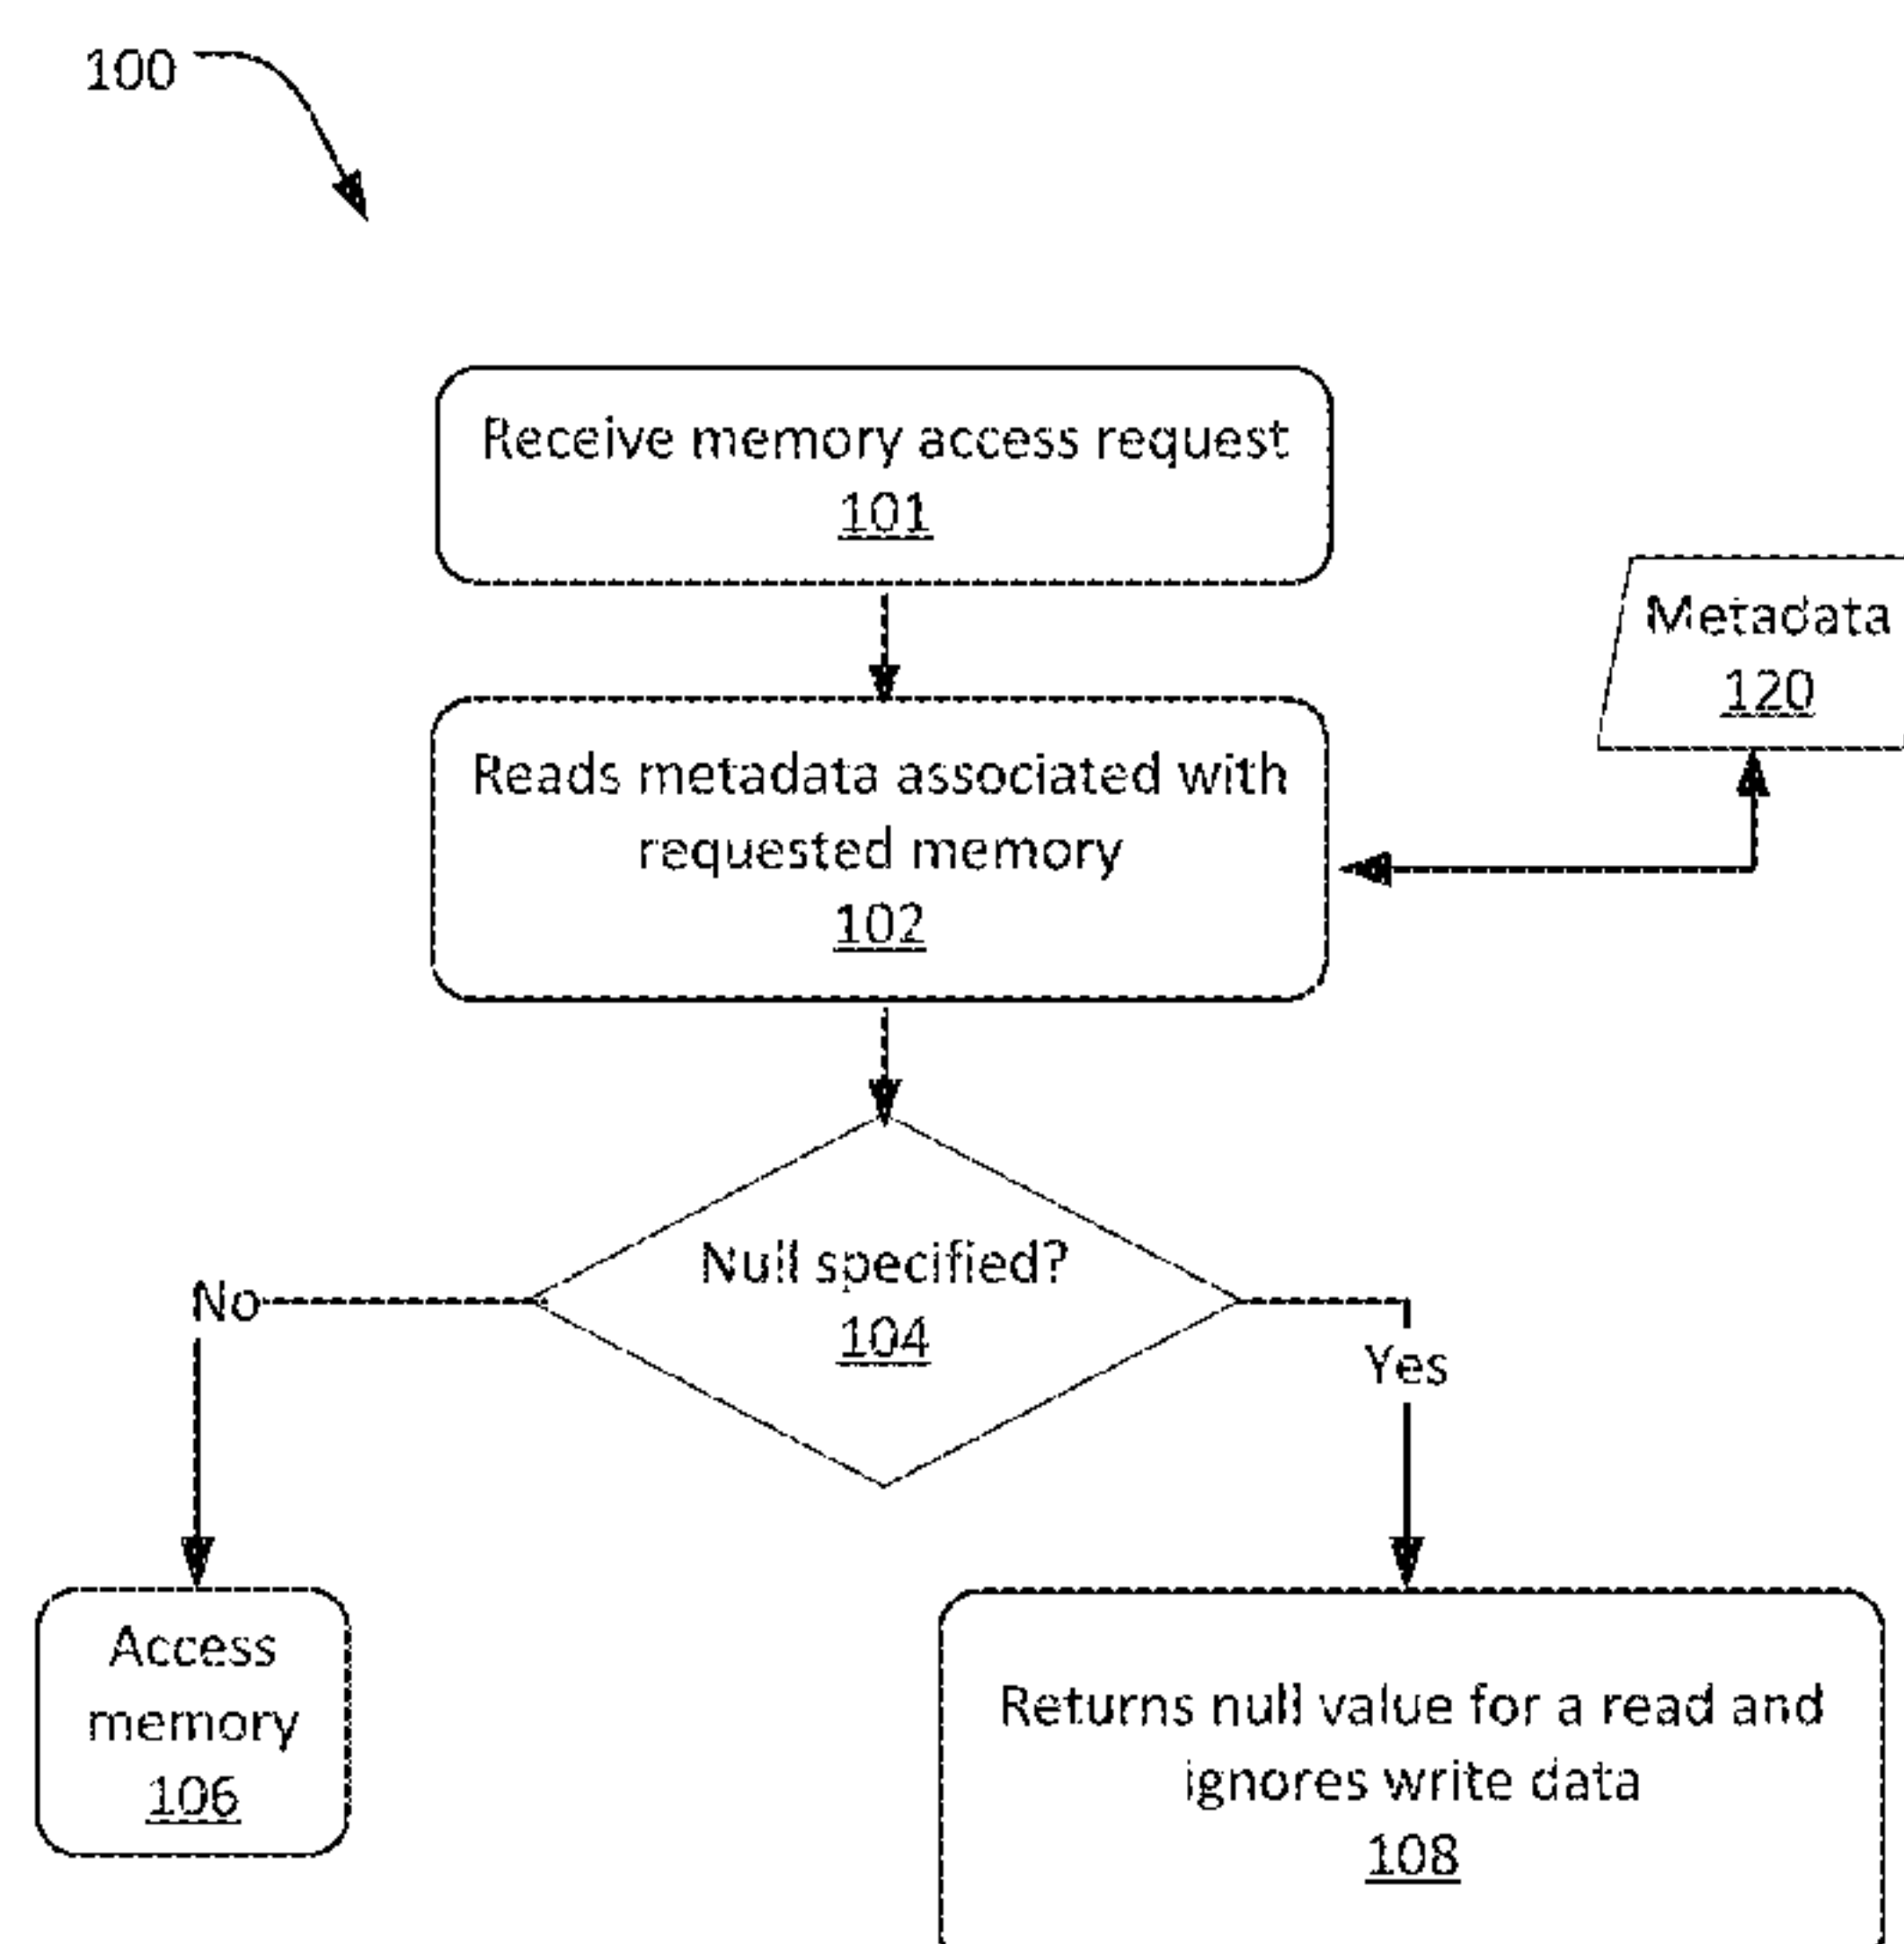 100
Receive memory access request
101
Metadata
120
Reads metadata associated with
requested memory
102
Null specified?
104
No
Yes
Access
memory
106
Returns null value for a read and
ignores write data
108